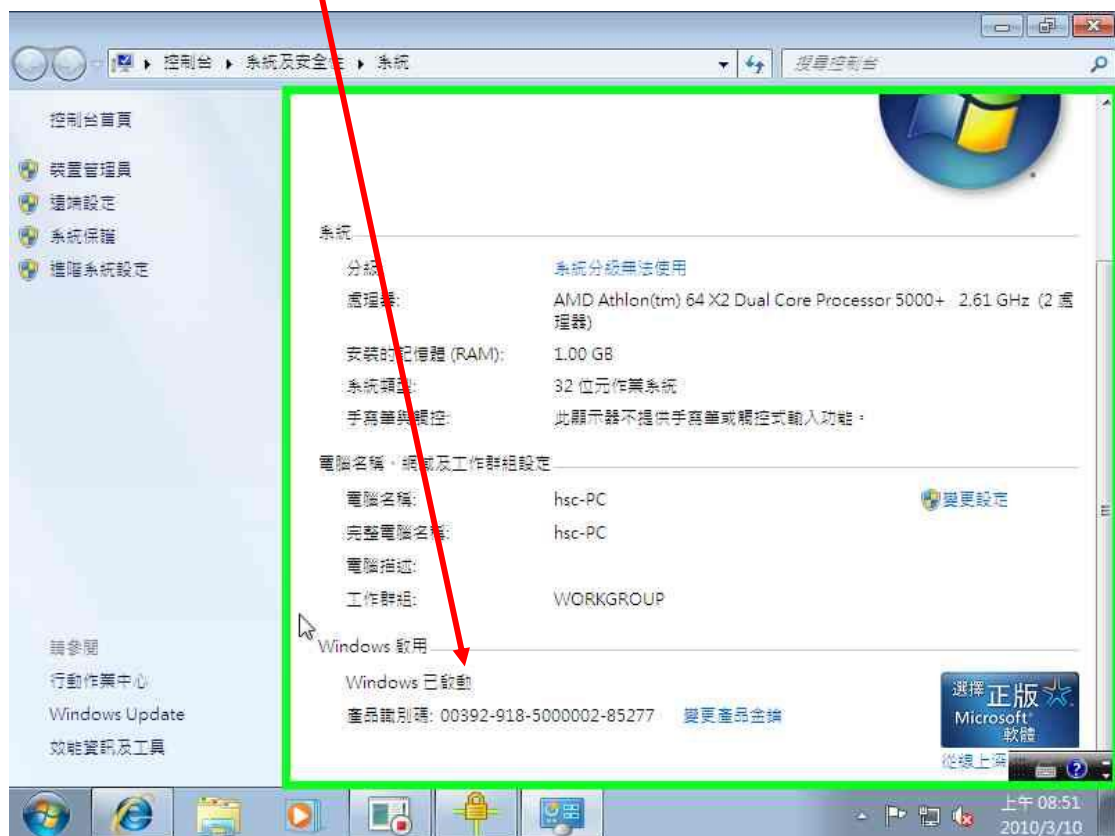 控制台 ▸ 系統及安全性 ▸ 系統
搜尋控制台
控制台首頁
裝置管理員
遠端設定
系統保護
進階系統設定
系統
分級:
系統分級無法使用
處理器:
AMD Athlon(tm) 64 X2 Dual Core Processor 5000+ 2.61 GHz (2 處
理器)
安裝的記憶體 (RAM):
1.00 GB
系統類型:
32 位元作業系統
手寫筆與觸控:
此顯示器不提供手寫筆或觸控式輸入功能。
電腦名稱、網域及工作群組設定
電腦名稱:
hsc-PC
變更設定
完整電腦名稱:
hsc-PC
電腦描述:
工作群組:
WORKGROUP
Windows 啟用
Windows 已啟動
產品識別碼: 00392-918-5000002-85277
變更產品金鑰
選擇
正版
Microsoft
軟體
從線上深
請參閱
行動作業中心
Windows Update
效能資訊及工具
上午 08:51
2010/3/10